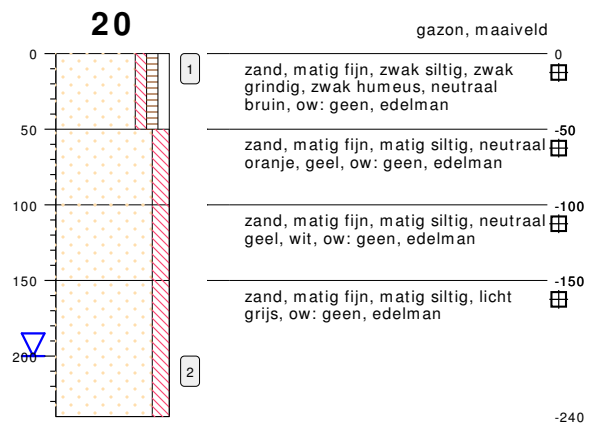 20
gazon, maaiveld
0
0
1
zand, matig fijn, zwak siltig, zwak
grindig, zwak humeus, neutraal
bruin, ow: geen, edelman
50
-50
zand, matig fijn, matig siltig, neutraal
oranje, geel, ow: geen, edelman
100
-100
zand, matig fijn, matig siltig, neutraal
geel, wit, ow: geen, edelman
150
-150
zand, matig fijn, matig siltig, licht
grijs, ow: geen, edelman
200
2
-240